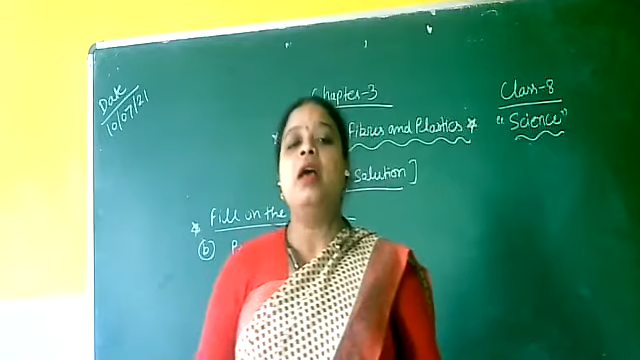 Date
10/07/21
Chapter-3
Class-8
Fibres and Plastics
"Science"
Solution]
Fill in the
(b)